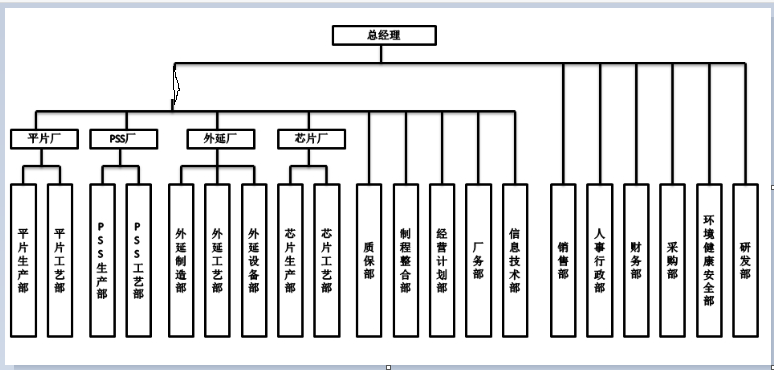 总经理
平片厂
PSS厂
外延厂
芯片厂
平片生产部
平片工艺部
PSS生产部
PSS工艺部
外延制造部
外延工艺部
外延设备部
芯片生产部
芯片工艺部
质保部
制程整合部
经营计划部
厂务部
信息技术部
销售部
人事行政部
财务部
采购部
环境健康安全部
研发部